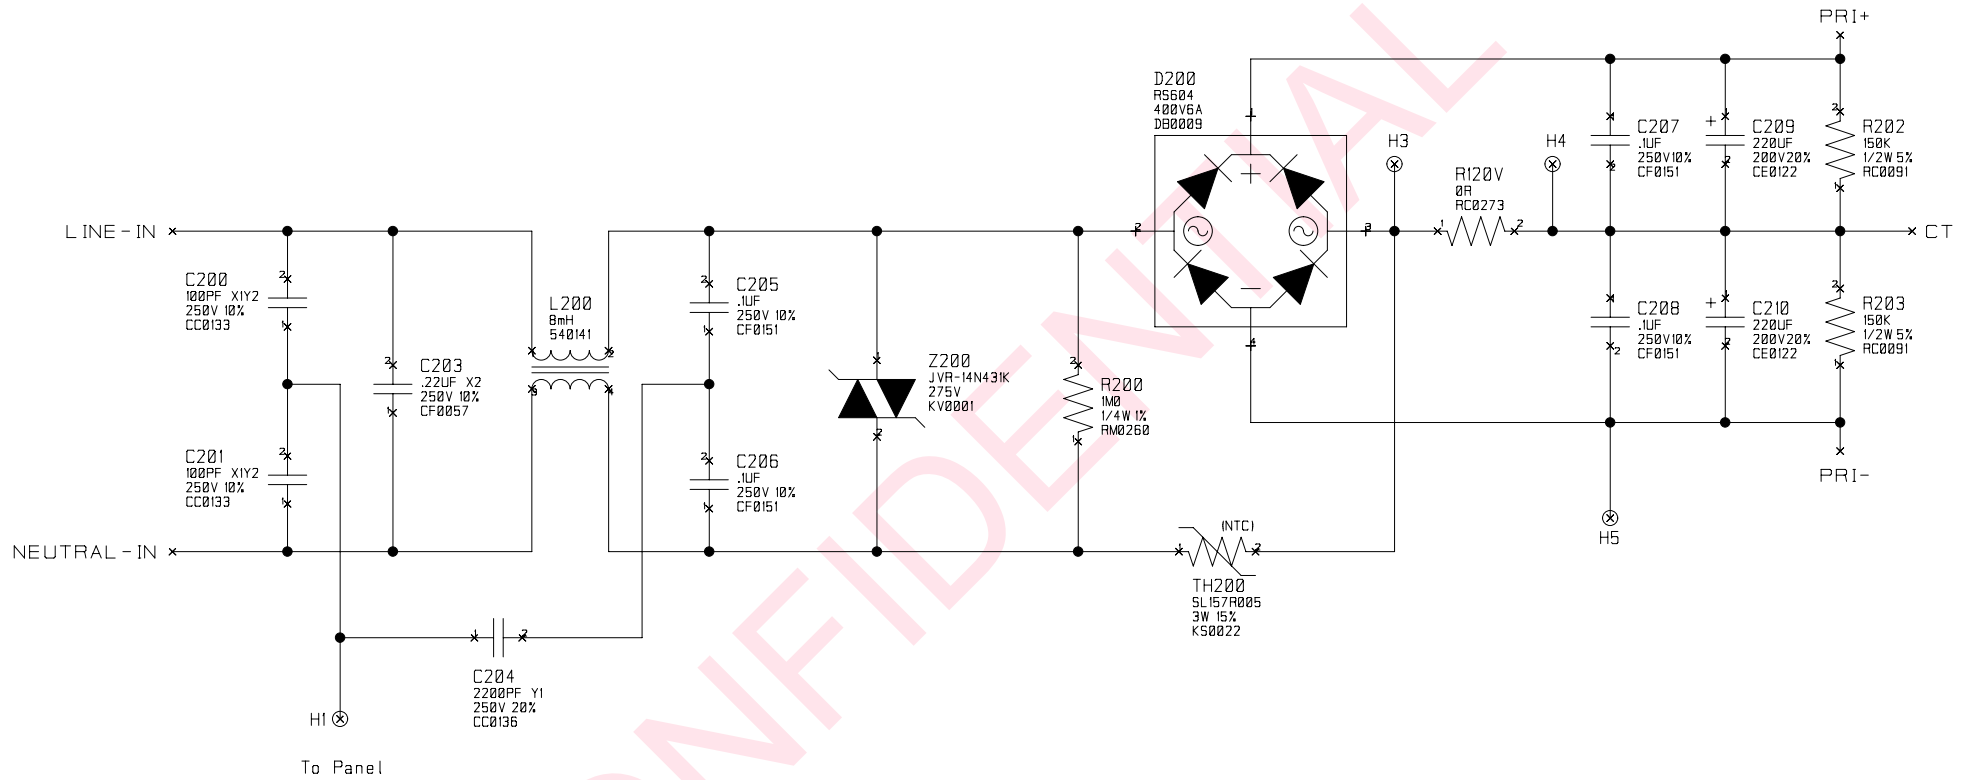 PRI+
D200
RS604
400V6A
DB0009
H3
H4
R120V
0R
RC0273
C207
.1UF
250V10%
CF0151
C209
220UF
200V20%
CE0122
R202
150K
1/2W 5%
RC0091
LINE-IN
CT
C200
100PF X1Y2
250V 10%
CC0133
L200
8mH
540141
C205
.1UF
250V 10%
CF0151
C208
.1UF
250V10%
CF0151
C210
220UF
200V20%
CE0122
R203
150K
1/2W 5%
RC0091
C203
.22UF X2
250V 10%
CF0057
Z200
JVR-14N431K
275V
KV0001
R200
1M0
1/4W 1%
RM0260
C201
100PF X1Y2
250V 10%
CC0133
C206
.1UF
250V 10%
CF0151
PRI-
H5
NEUTRAL-IN
(NTC)
TH200
SL157R005
3W 15%
KS0022
C204
2200PF Y1
250V 20%
CC0136
H1
To Panel
ONFIDENTIAL